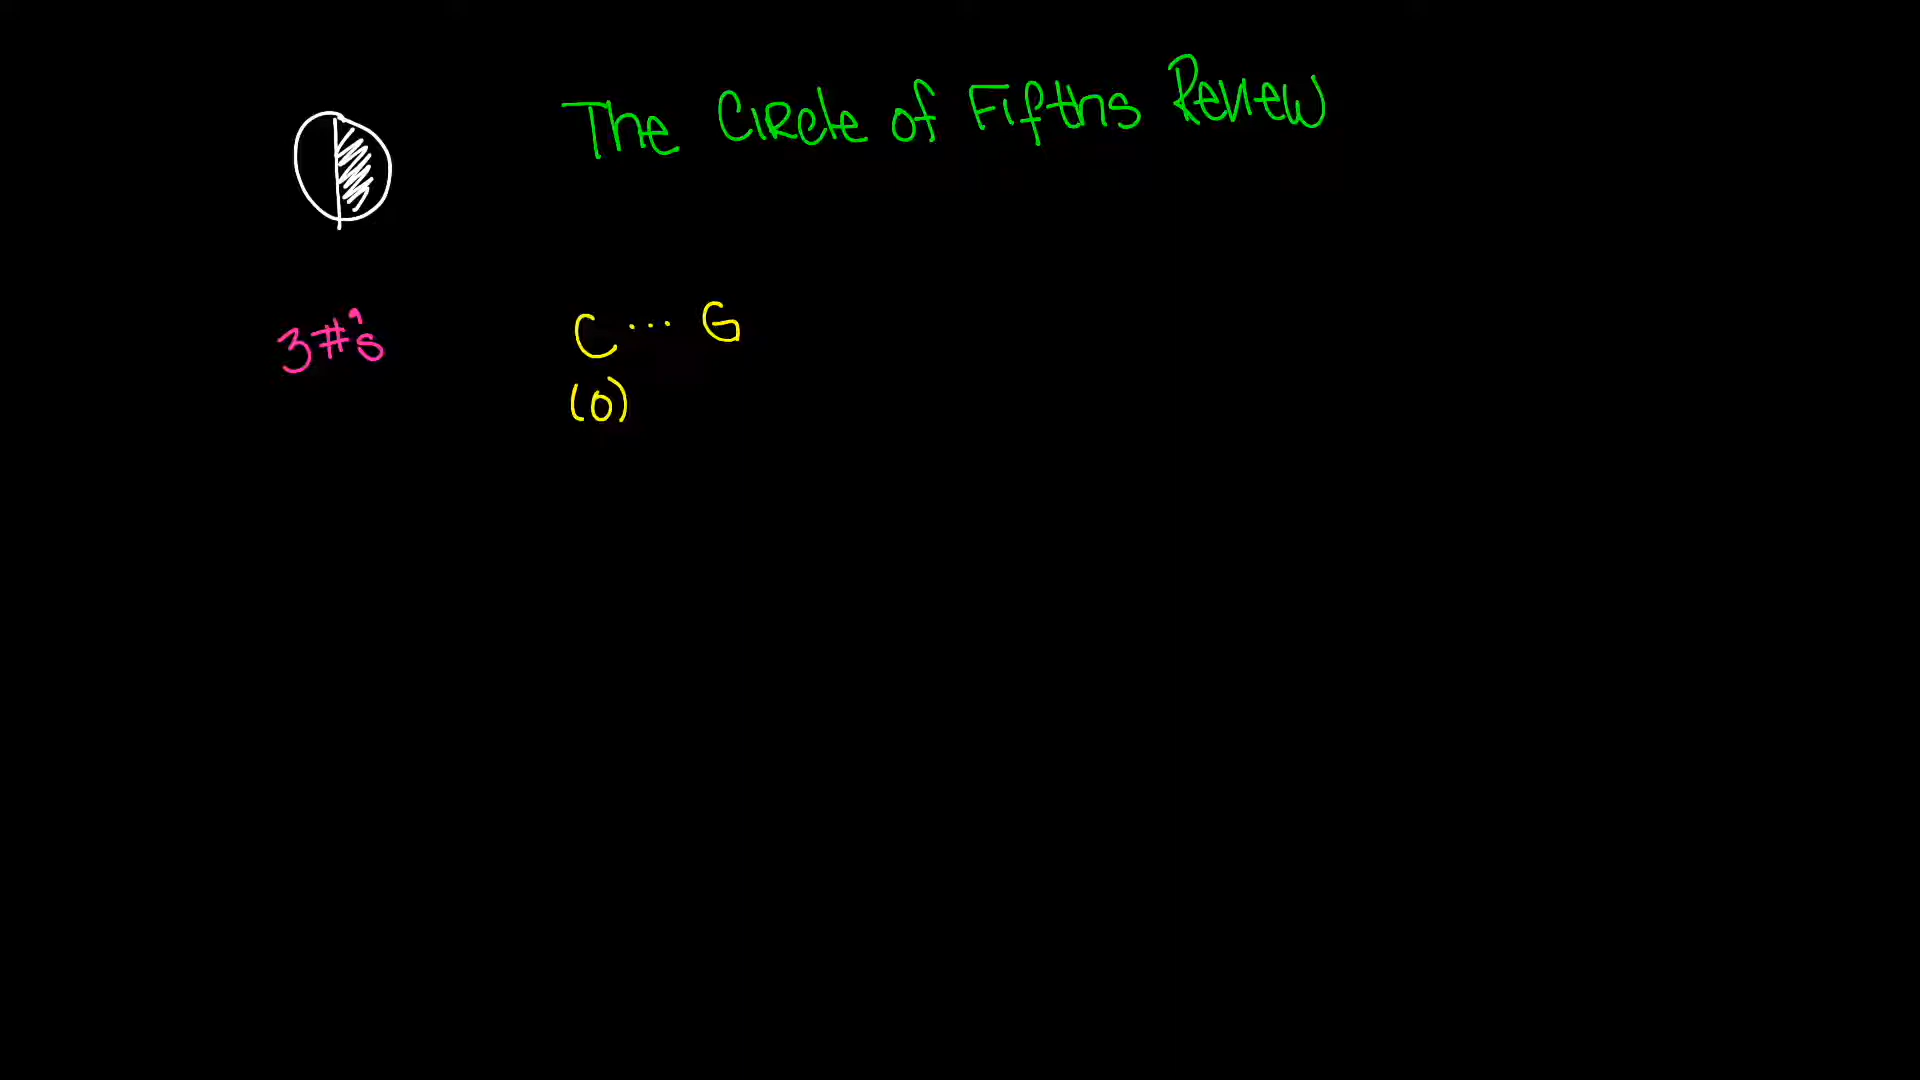 The Circle of Fifths Review
3#'s
C ... G
(0)